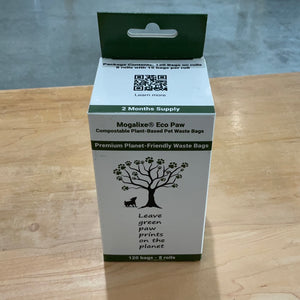 Package Contents: 120 Bags on rolls
8 rolls with 15 bags per roll
Learn more
2 Months Supply
Mogalixe® Eco Paw
Compostable Plant-Based Pet Waste Bags
Premium Planet-Friendly Waste Bags
Leave
green
paw
prints
on the
planet
120 bags - 8 rolls